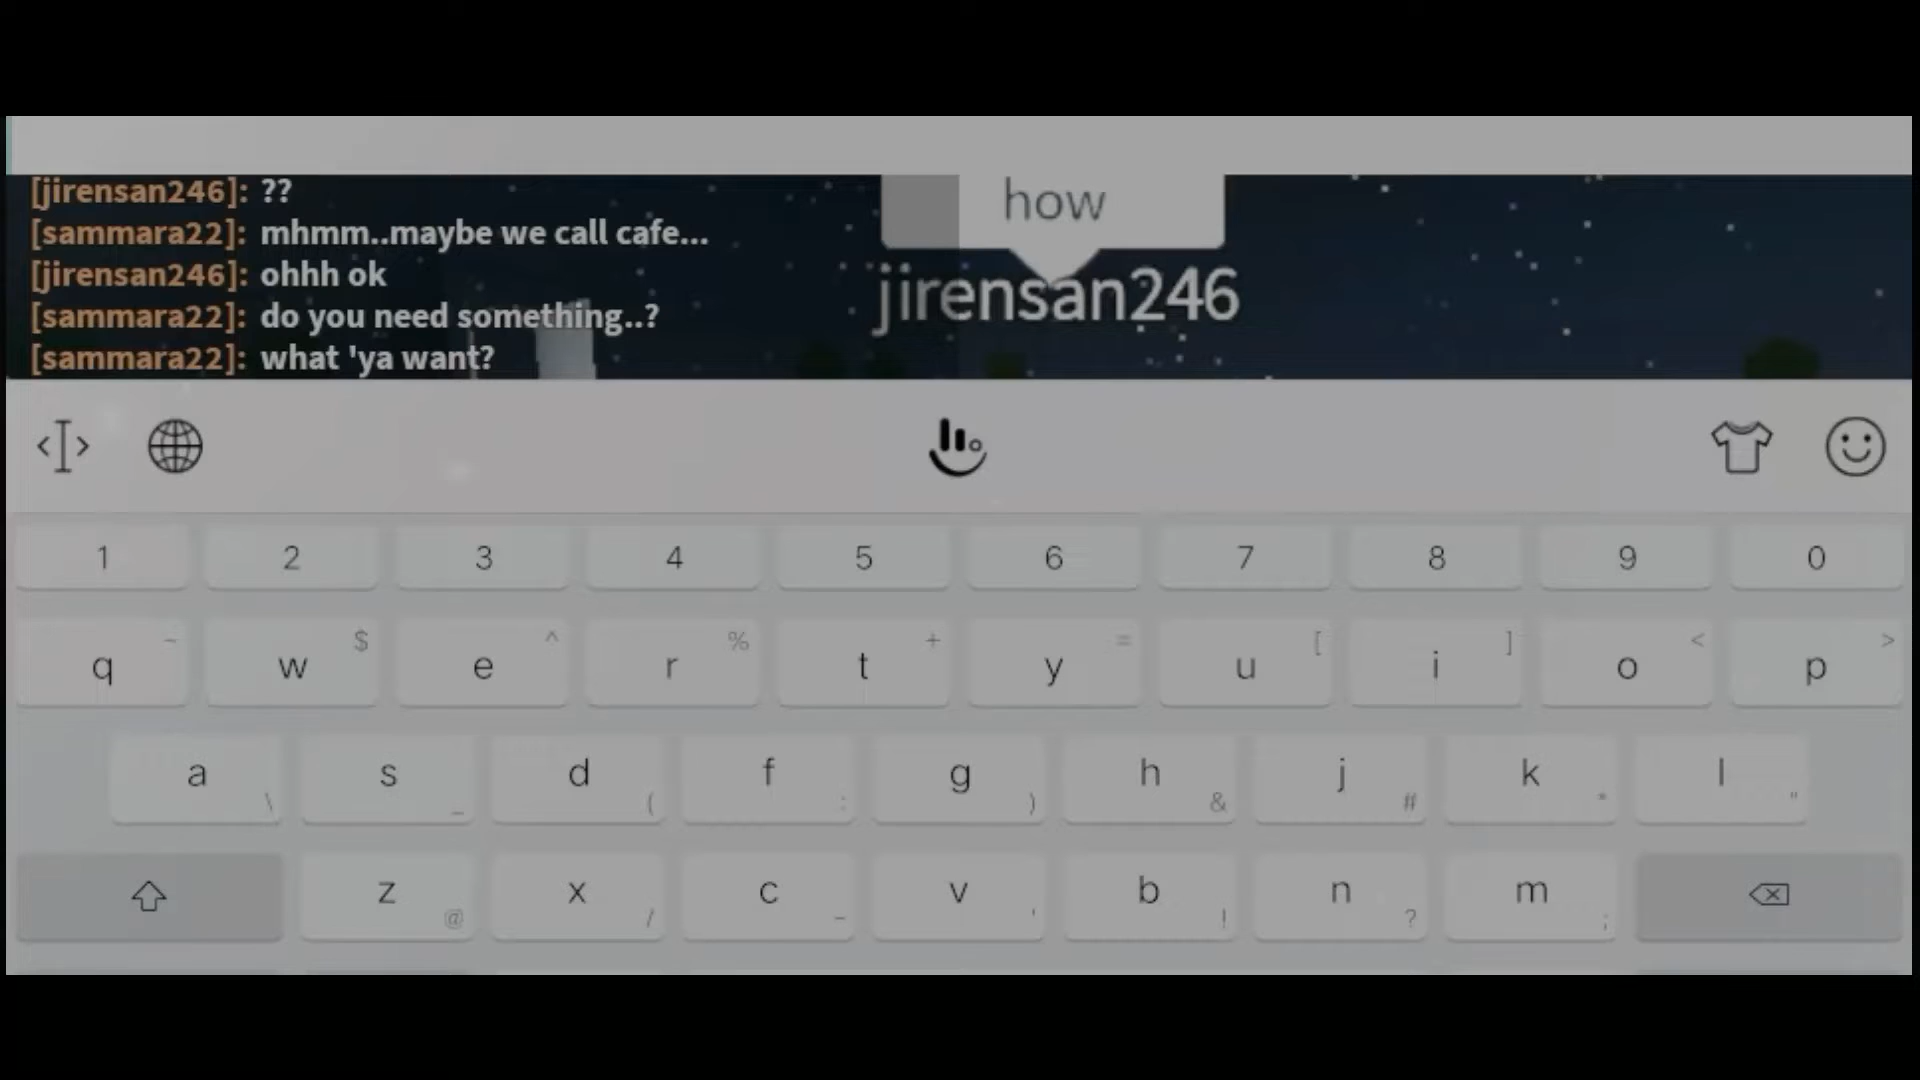 [jirensan246]: ??
[sammara22]: mhmm..maybe we call cafe...
[jirensan246]: ohhh ok
[sammara22]: do you need something..?
[sammara22]: what 'ya want?
how
jirensan246
1 2 3 4 5 6 7 8 9 0
~ $ ^ % + = [ ] < >
q w e r t y u i o p
a s d f g h j k l
\ _ ( : ) & # * "
z x c v b n m
@ / - ' ! ? ;